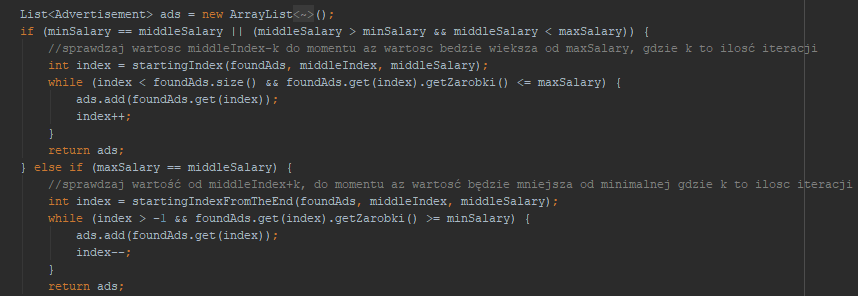 List<Advertisement> ads = new ArrayList<~>();
if (minSalary == middleSalary || (middleSalary > minSalary && middleSalary < maxSalary)) {
//sprawdzaj wartosc middleIndex-k do momentu az wartosc bedzie wieksza od maxSalary, gdzie k to ilosć iteracji
int index = startingIndex(foundAds, middleIndex, middleSalary);
while (index < foundAds.size() && foundAds.get(index).getZarobki() <= maxSalary) {
ads.add(foundAds.get(index));
index++;
}
return ads;
} else if (maxSalary == middleSalary) {
//sprawdzaj wartość od middleIndex+k, do momentu az wartosć będzie mniejsza od minimalnej gdzie k to ilosc iteracji
int index = startingIndexFromTheEnd(foundAds, middleIndex, middleSalary);
while (index > -1 && foundAds.get(index).getZarobki() >= minSalary) {
ads.add(foundAds.get(index));
index--;
}
return ads;